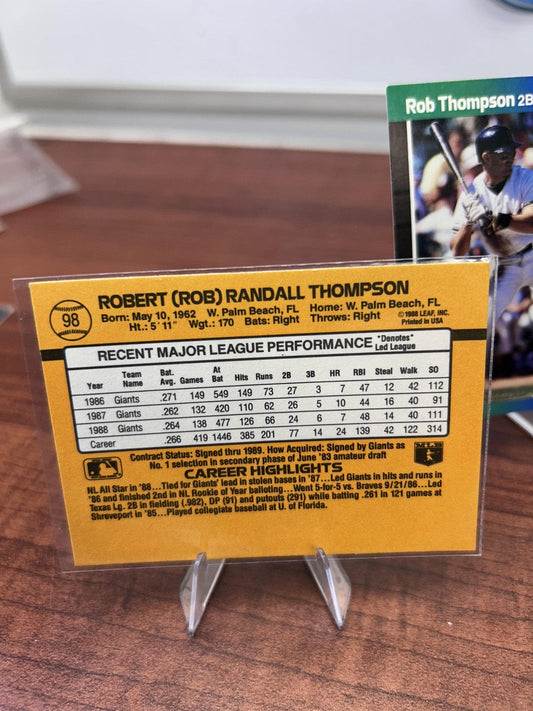 Rob Thompson 2B
98
ROBERT (ROB) RANDALL THOMPSON
Born: May 10, 1962 W. Palm Beach, FL Home: W. Palm Beach, FL
Ht.: 5' 11" Wgt.: 170 Bats: Right Throws: Right
© 1988 LEAF, INC.
Printed in USA
RECENT MAJOR LEAGUE PERFORMANCE *Denotes Led League
Year Team Name Bat. Avg. Games At Bat Hits Runs 2B 3B HR RBI Steal Walk SO
1986 Giants .271 149 549 149 73 27 3 7 47 12 42 112
1987 Giants .262 132 420 110 62 26 5 10 44 16 40 91
1988 Giants .264 138 477 126 66 24 6 7 48 14 40 111
Career .266 419 1446 385 201 77 14 24 139 42 122 314
Contract Status: Signed thru 1989. How Acquired: Signed by Giants as
No. 1 selection in secondary phase of June '83 amateur draft
CAREER HIGHLIGHTS
NL All Star in '88...Tied for Giants' lead in stolen bases in '87...Led Giants in hits and runs in
'86 and finished 2nd in NL Rookie of Year balloting...Went 5-for-5 vs. Braves 9/21/86...Led
Texas Lg. 2B in fielding (.982), DP (91) and putouts (291) while batting .261 in 121 games at
Shreveport in '85...Played collegiate baseball at U. of Florida.